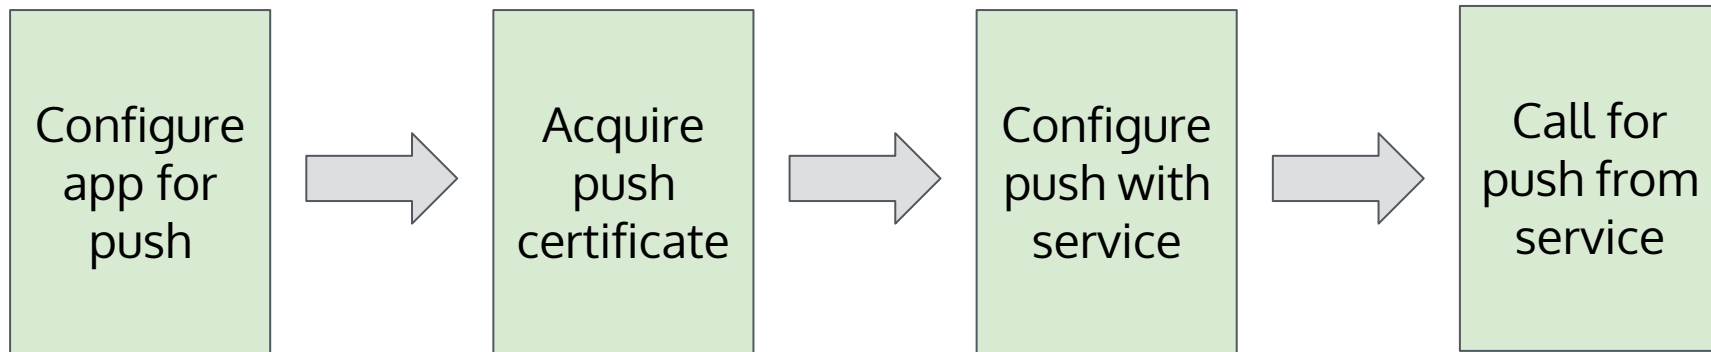 Configure
app for
push
Acquire
push
certificate
Configure
push with
service
Call for
push from
service